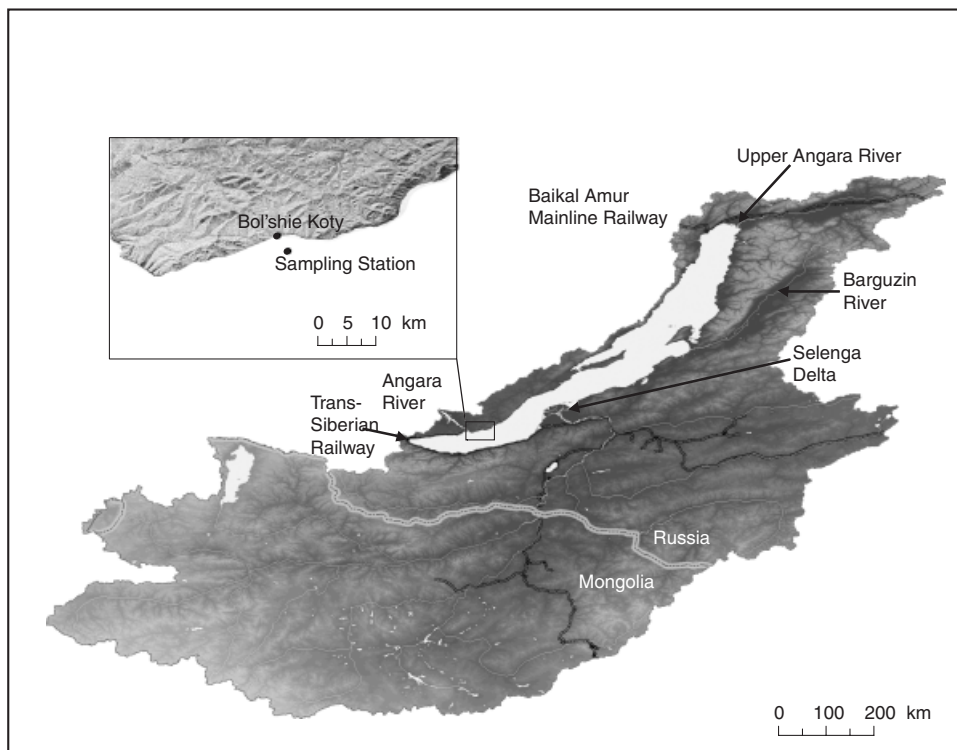 Upper Angara River
Baikal Amur
Mainline Railway
Bol'shie Koty
Sampling Station
0 5 10 km
Barguzin
River
Selenga
Delta
Angara
River
Trans-
Siberian
Railway
Russia
Mongolia
0 100 200 km